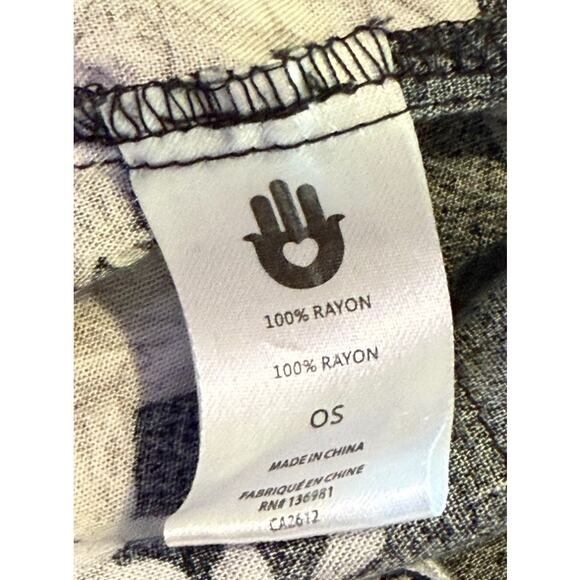 100% RAYON
100% RAYON
OS
MADE IN CHINA
FABRIQUÉ EN CHINE
RN# 136981
CA2612